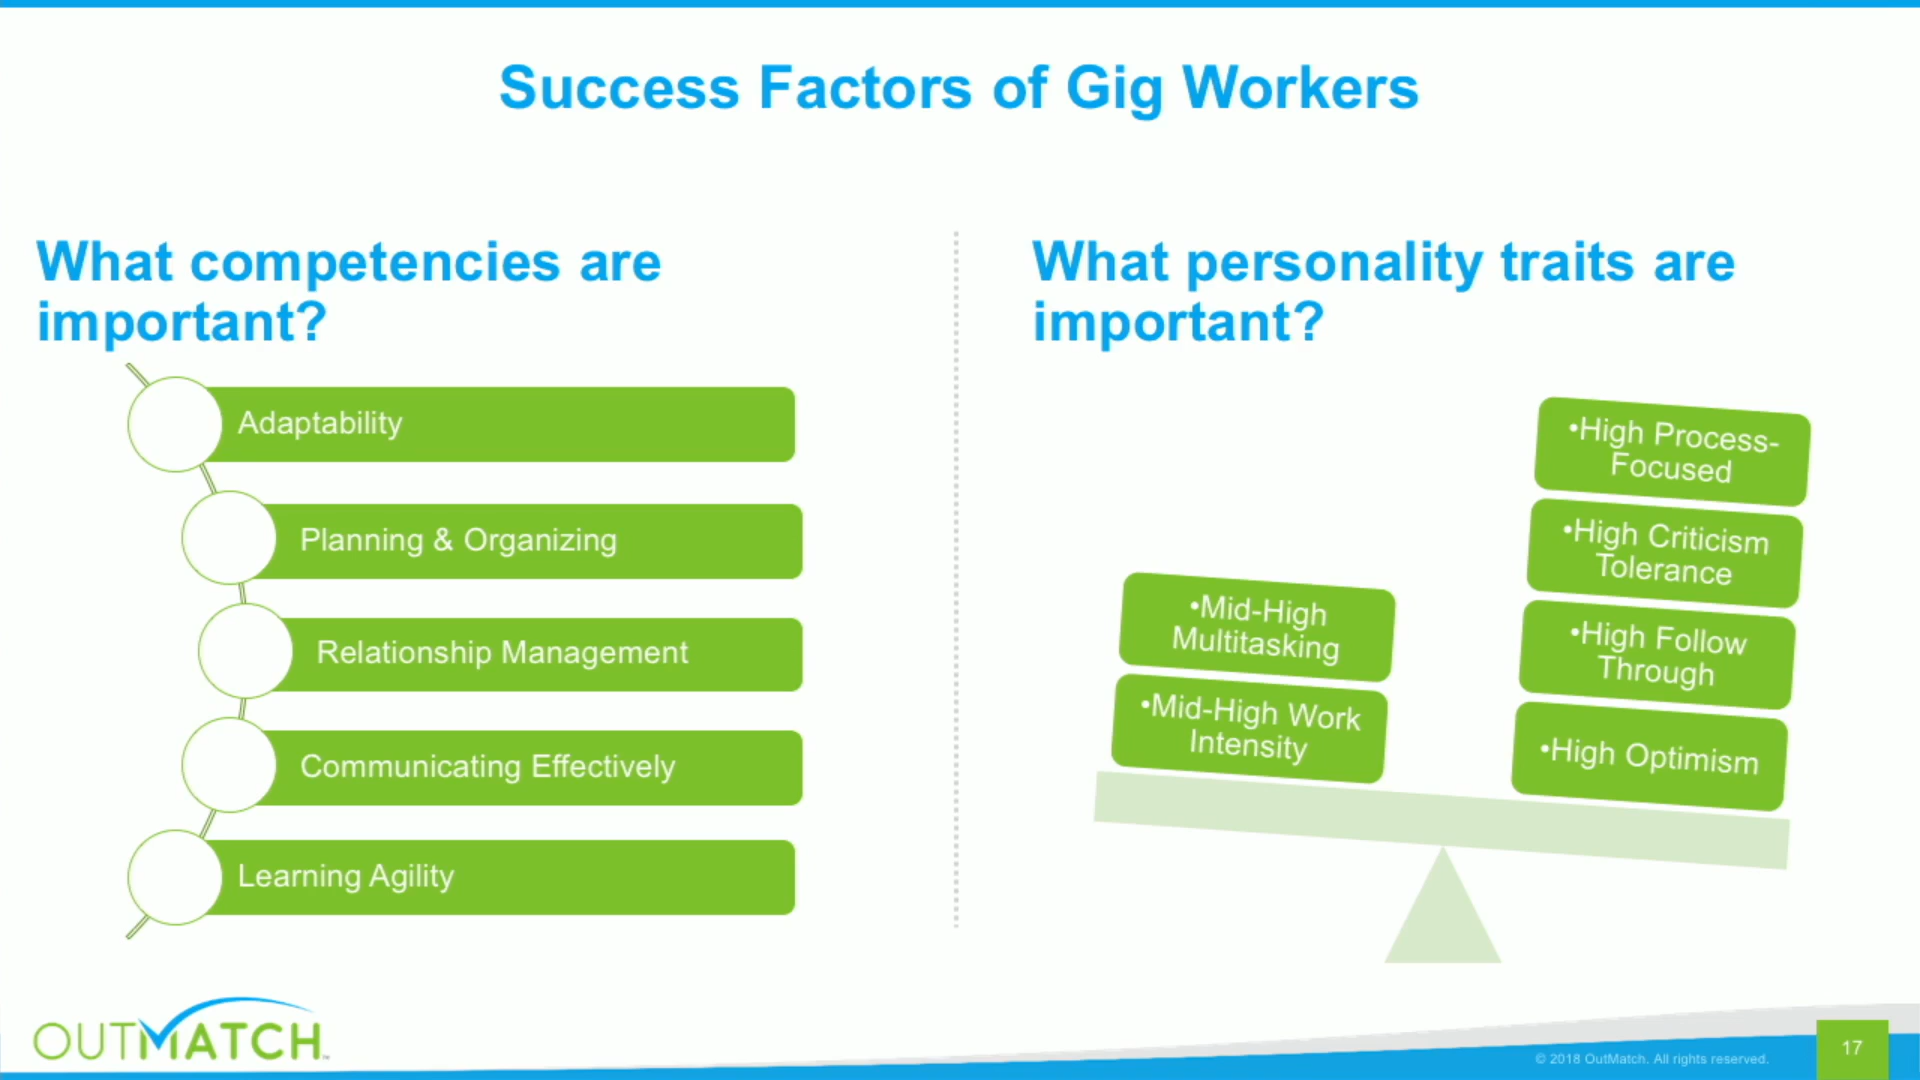 Success Factors of Gig Workers
What competencies are
important?
Adaptability
Planning & Organizing
Relationship Management
Communicating Effectively
Learning Agility
What personality traits are
important?
•Mid-High
Multitasking
•Mid-High Work
Intensity
•High Process-
Focused
•High Criticism
Tolerance
•High Follow
Through
•High Optimism
OUTMATCH™
© 2018 OutMatch. All rights reserved.
17